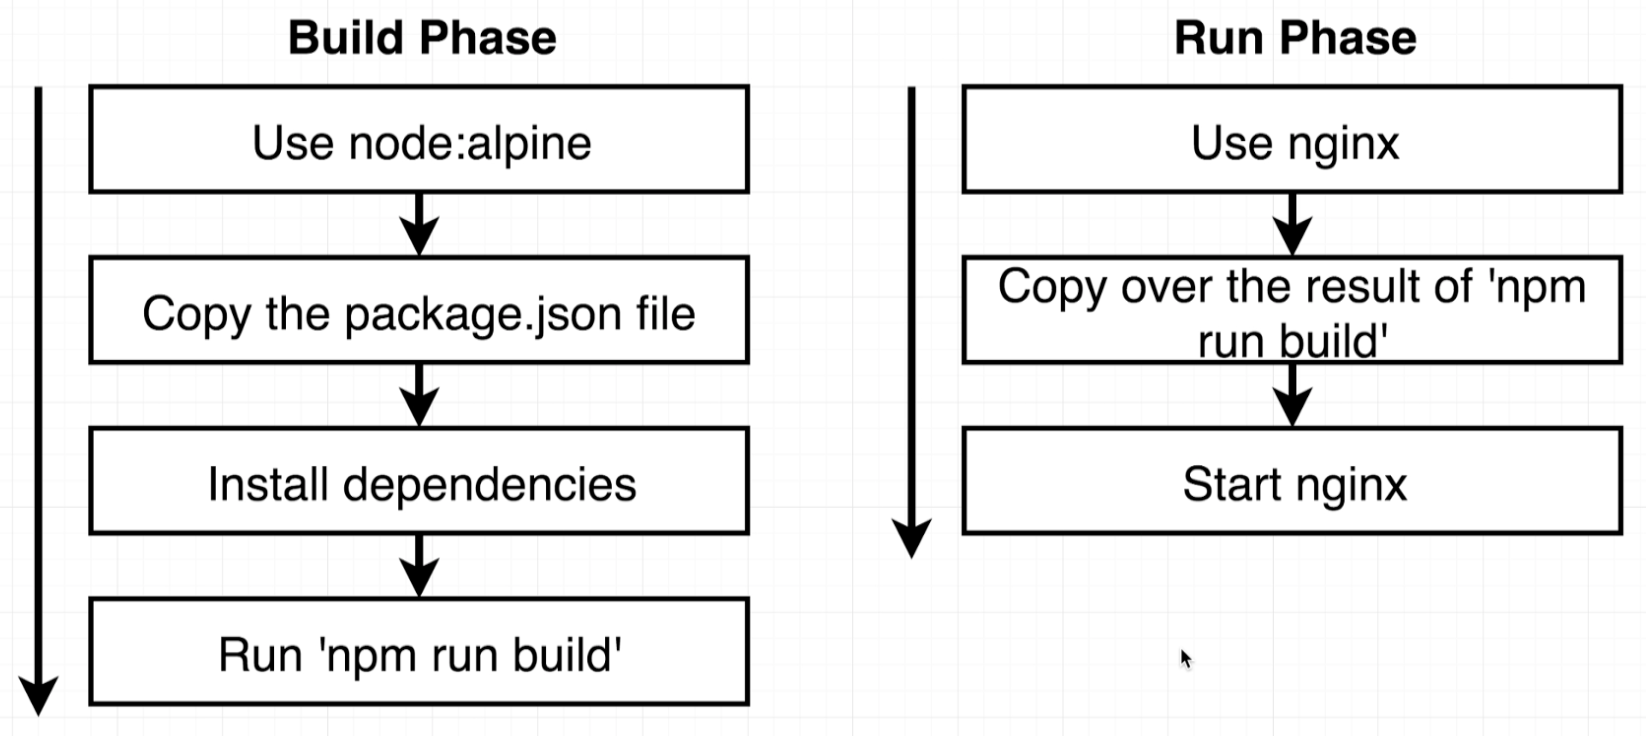 Build Phase
Use node:alpine
Copy the package.json file
Install dependencies
Run 'npm run build'
Run Phase
Use nginx
Copy over the result of 'npm
run build'
Start nginx